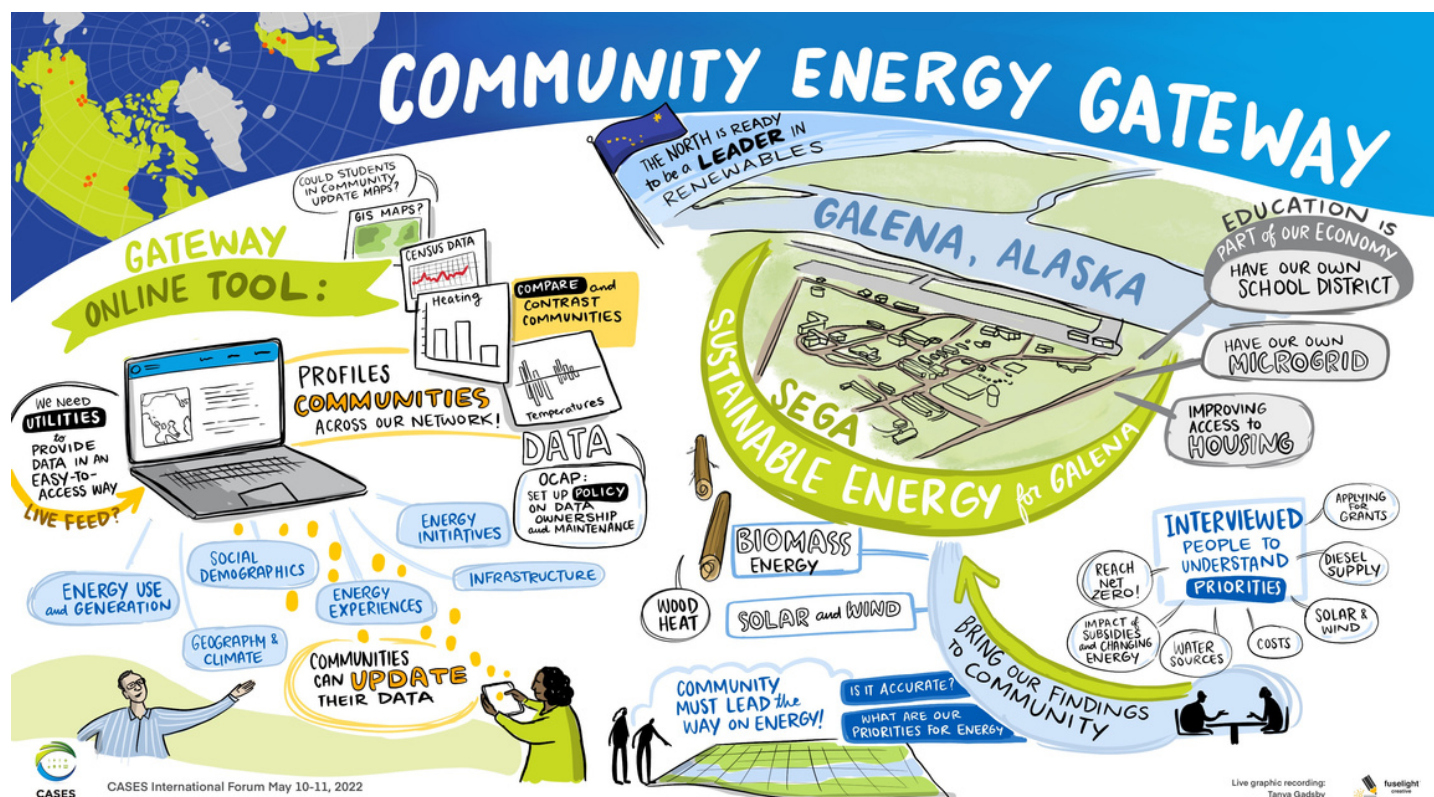 COMMUNITY ENERGY GATEWAY
THE NORTH IS READY
to be a LEADER in
RENEWABLES
COULD STUDENTS
IN COMMUNITY
UPDATE MAPS?
GIS MAPS?
CENSUS DATA
Heating
COMPARE and
CONTRAST
COMMUNITIES
Temperatures
GATEWAY
ONLINE TOOL:
PROFILES
COMMUNITIES
ACROSS OUR NETWORK!
WE NEED
UTILITIES
to
PROVIDE
DATA IN AN
EASY-TO-
ACCESS WAY
LIVE FEED?
DATA
OCAP:
SET UP POLICY
ON DATA
OWNERSHIP
and MAINTENANCE
ENERGY
INITIATIVES
SOCIAL
DEMOGRAPHICS
INFRASTRUCTURE
ENERGY USE
and GENERATION
ENERGY
EXPERIENCES
GEOGRAPHY &
CLIMATE
COMMUNITIES
CAN UPDATE
THEIR DATA
GALENA, ALASKA
SEGA
SUSTAINABLE ENERGY for GALENA
EDUCATION IS
PART of OUR ECONOMY
HAVE OUR OWN
SCHOOL DISTRICT
HAVE OUR OWN
MICROGRID
IMPROVING
ACCESS to
HOUSING
BIOMASS
ENERGY
WOOD
HEAT
SOLAR and WIND
INTERVIEWED
PEOPLE TO
UNDERSTAND
PRIORITIES
APPLYING
FOR
GRANTS
DIESEL
SUPPLY
SOLAR &
WIND
COSTS
WATER
SOURCES
IMPACT of
SUBSIDIES
and CHANGING
ENERGY
REACH
NET
ZERO!
BRING OUR FINDINGS
TO COMMUNITY
COMMUNITY
MUST LEAD the
WAY ON ENERGY!
IS IT ACCURATE?
WHAT ARE OUR
PRIORITIES FOR ENERGY
CASES
CASES International Forum May 10-11, 2022
Live graphic recording:
Tanya Gadsby
fuselight
creative